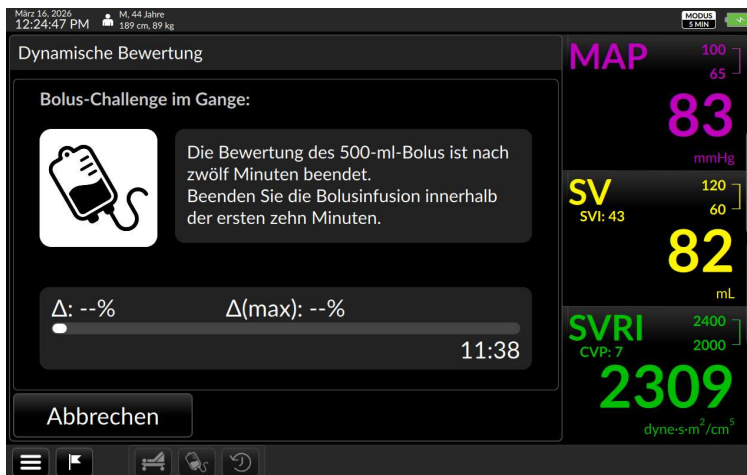 März 16, 2026
12:24:47 PM
M, 44 Jahre
189 cm, 89 kg
MODUS
5 MIN
Dynamische Bewertung
Bolus-Challenge im Gange:
Die Bewertung des 500-ml-Bolus ist nach
zwölf Minuten beendet.
Beenden Sie die Bolusinfusion innerhalb
der ersten zehn Minuten.
Δ: --%
Δ(max): --%
11:38
Abbrechen
MAP
100
65
83
mmHg
SV
SVI: 43
120
60
82
mL
SVRI
CVP: 7
2400
2000
2309
dyne·s·m²/cm⁵